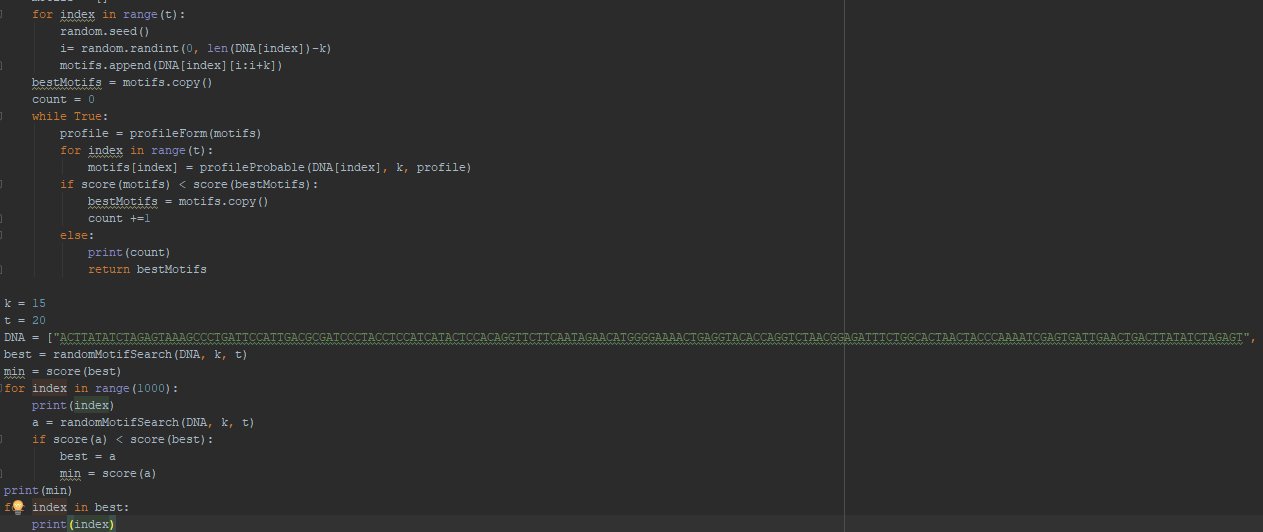 motifs = []
for index in range(t):
random.seed()
i= random.randint(0, len(DNA[index])-k)
motifs.append(DNA[index][i:i+k])
bestMotifs = motifs.copy()
count = 0
while True:
profile = profileForm(motifs)
for index in range(t):
motifs[index] = profileProbable(DNA[index], k, profile)
if score(motifs) < score(bestMotifs):
bestMotifs = motifs.copy()
count +=1
else:
print(count)
return bestMotifs
k = 15
t = 20
DNA = ["ACTTATATCTAGAGTAAAGCCCTGATTCCATTGACGCGATCCCTACCTCCATCATACTCCACAGGTTCTTCAATAGAACATGGGGAAAACTGAGGTACACCAGGTCTAACGGAGATTTCTGGCACTAACTACCCAAAATCGAGTGATTGAACTGACTTATATCTAGAGT",
best = randomMotifSearch(DNA, k, t)
min = score(best)
for index in range(1000):
print(index)
a = randomMotifSearch(DNA, k, t)
if score(a) < score(best):
best = a
min = score(a)
print(min)
for index in best:
print(index)